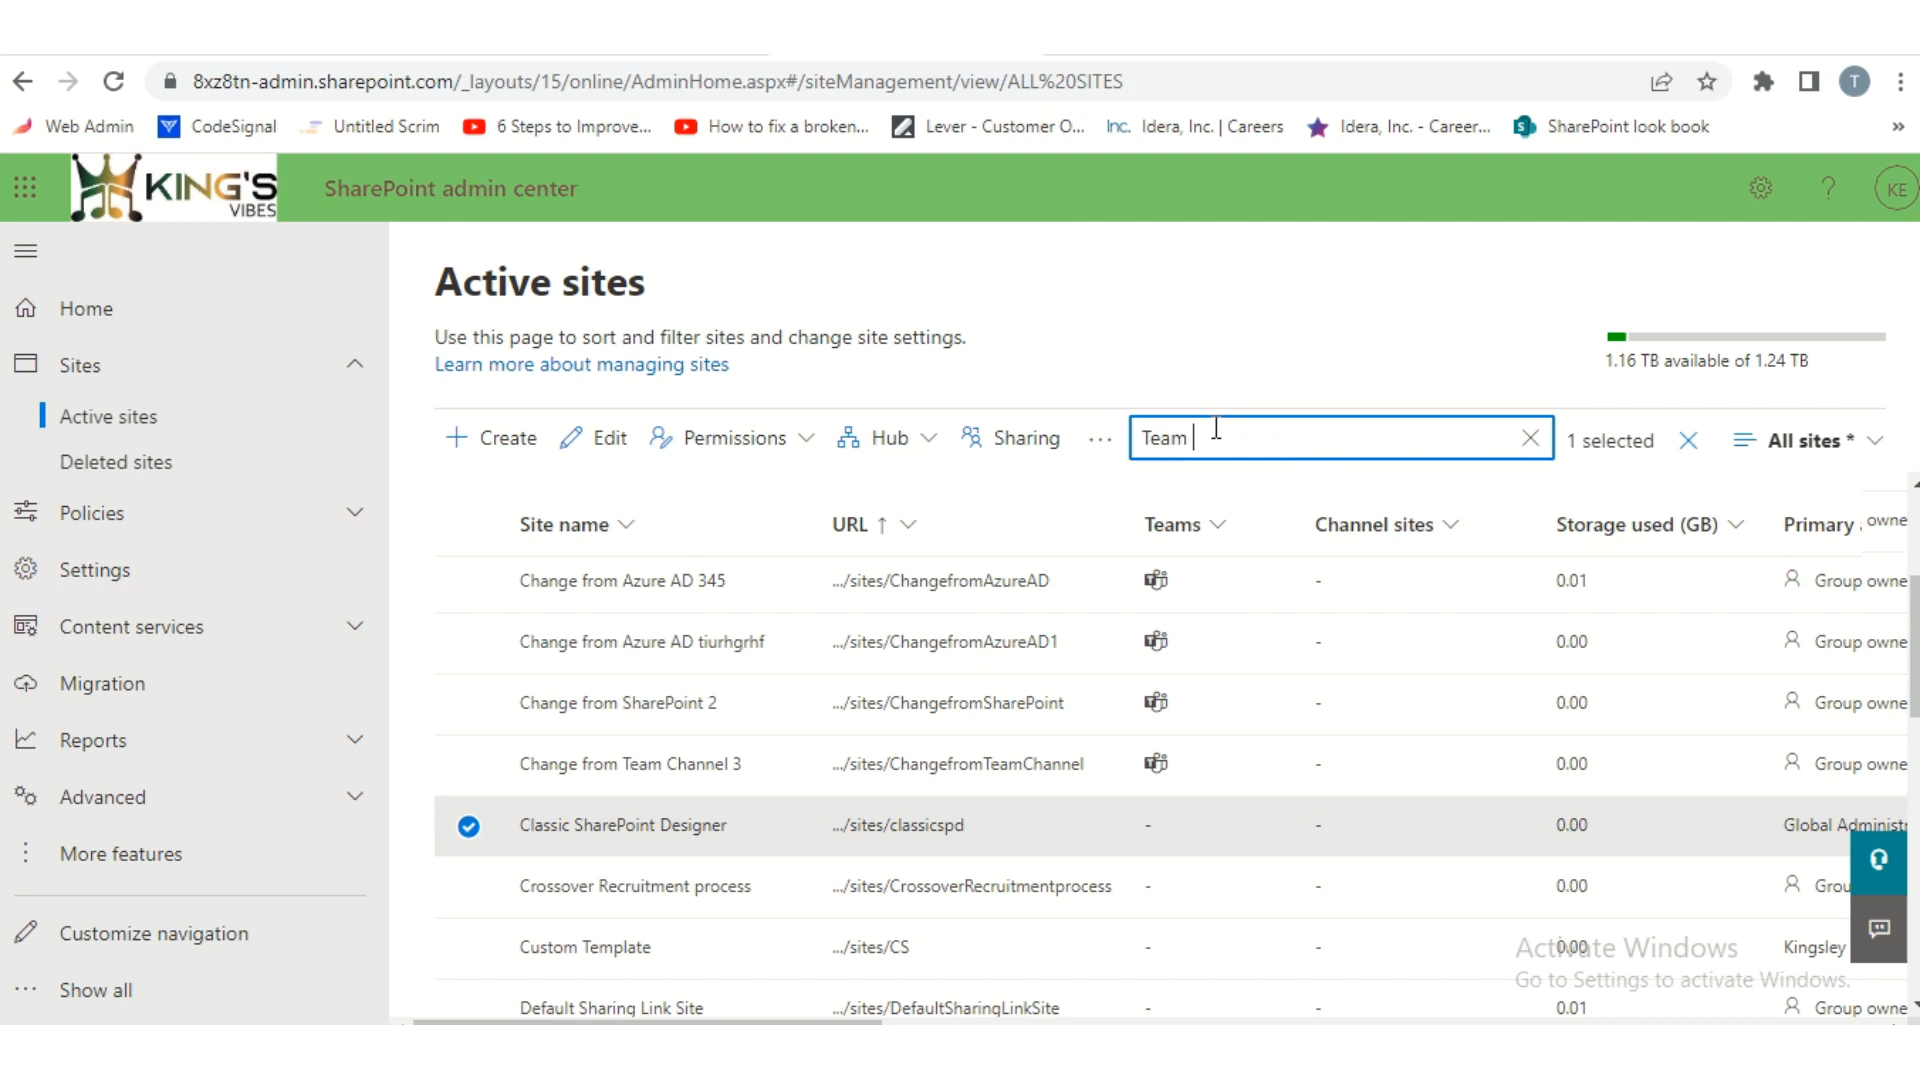 8xz8tn-admin.sharepoint.com/_layouts/15/online/AdminHome.aspx#/siteManagement/view/ALL%20SITES
T
Web Admin CodeSignal Untitled Scrim 6 Steps to Improve... How to fix a broken... Lever - Customer O... Inc. Idera, Inc. | Careers Idera, Inc. - Career... SharePoint look book »
KING'S
VIBES
SharePoint admin center
? KE
Home
Sites
Active sites
Deleted sites
Policies
Settings
Content services
Migration
Reports
Advanced
More features
Customize navigation
Show all
Active sites
Use this page to sort and filter sites and change site settings.
Learn more about managing sites
1.16 TB available of 1.24 TB
Create Edit Permissions Hub Sharing ... Team 1 selected All sites *
Site name URL ↑ Teams Channel sites Storage used (GB) Primary owne
Change from Azure AD 345 .../sites/ChangefromAzureAD - 0.01 Group owne
Change from Azure AD tiurhgrhf .../sites/ChangefromAzureAD1 - 0.00 Group owne
Change from SharePoint 2 .../sites/ChangefromSharePoint - 0.00 Group owne
Change from Team Channel 3 .../sites/ChangefromTeamChannel - 0.00 Group owne
Classic SharePoint Designer .../sites/classicspd - - 0.00 Global Administr
Crossover Recruitment process .../sites/CrossoverRecruitmentprocess - - 0.00 Grou
Custom Template .../sites/CS - - 0.00 Kingsley
Default Sharing Link Site .../sites/DefaultSharingLinkSite - - 0.01 Group owne
Activate Windows
Go to Settings to activate Windows.